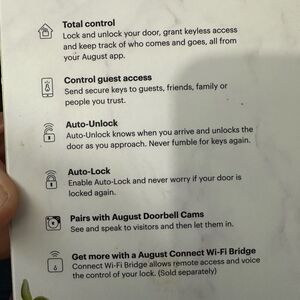 Total control
Lock and unlock your door, grant keyless access
and keep track of who comes and goes, all from
your August app.
Control guest access
Send secure keys to guests, friends, family or
people you trust.
Auto-Unlock
Auto-Unlock knows when you arrive and unlocks the
door as you approach. Never fumble for keys again.
Auto-Lock
Enable Auto-Lock and never worry if your door is
locked again.
Pairs with August Doorbell Cams
See and speak to visitors and then let them in.
Get more with a August Connect Wi-Fi Bridge
Connect Wi-Fi Bridge allows remote access and voice
the control of your lock. (Sold separately)